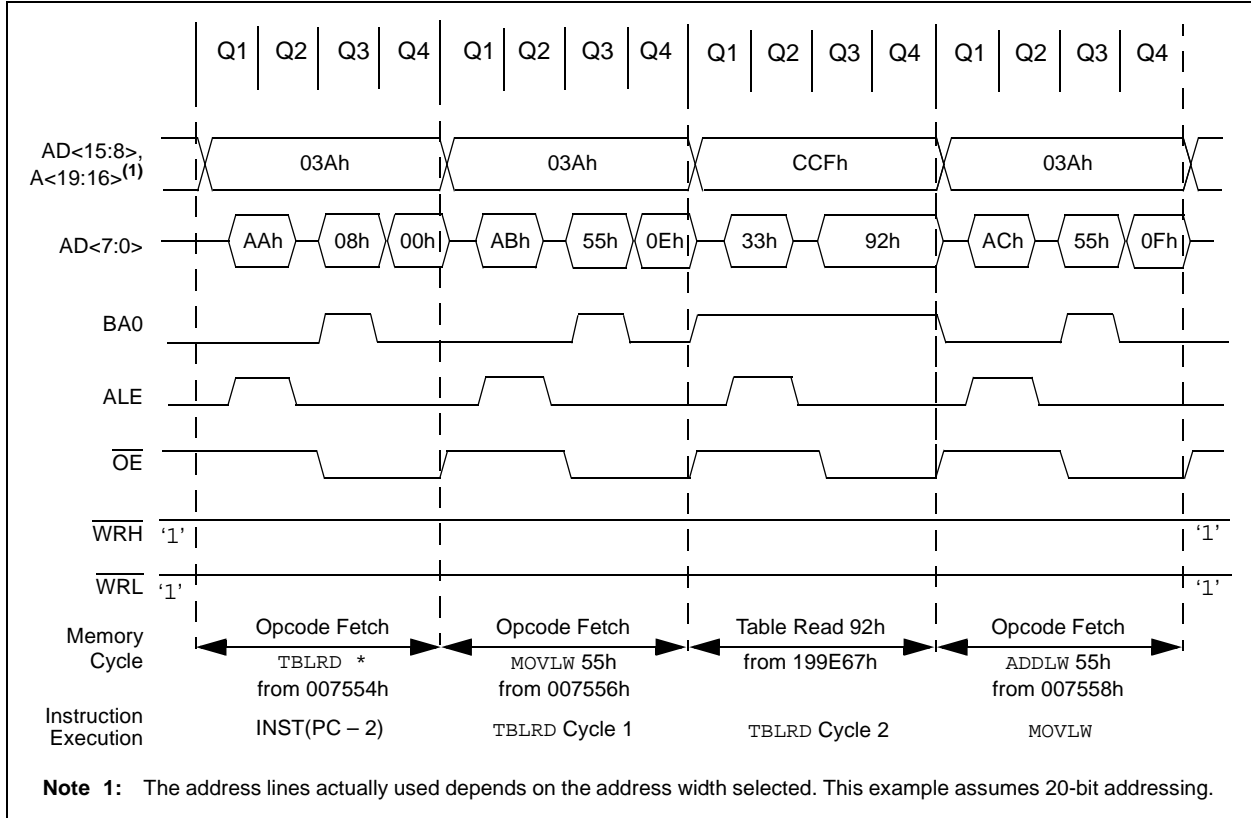 Q1 Q2 Q3 Q4 Q1 Q2 Q3 Q4 Q1 Q2 Q3 Q4 Q1 Q2 Q3 Q4
AD<15:8>,
A<19:16>(1)
03Ah 03Ah CCFh 03Ah
AD<7:0> AAh 08h 00h ABh 55h 0Eh 33h 92h ACh 55h 0Fh
BA0
ALE
OE
WRH '1' '1'
WRL '1' '1'
Memory
Cycle
Opcode Fetch
TBLRD *
from 007554h
Opcode Fetch
MOVLW 55h
from 007556h
Table Read 92h
from 199E67h
Opcode Fetch
ADDLW 55h
from 007558h
Instruction
Execution
INST(PC – 2) TBLRD Cycle 1 TBLRD Cycle 2 MOVLW
Note 1: The address lines actually used depends on the address width selected. This example assumes 20-bit addressing.